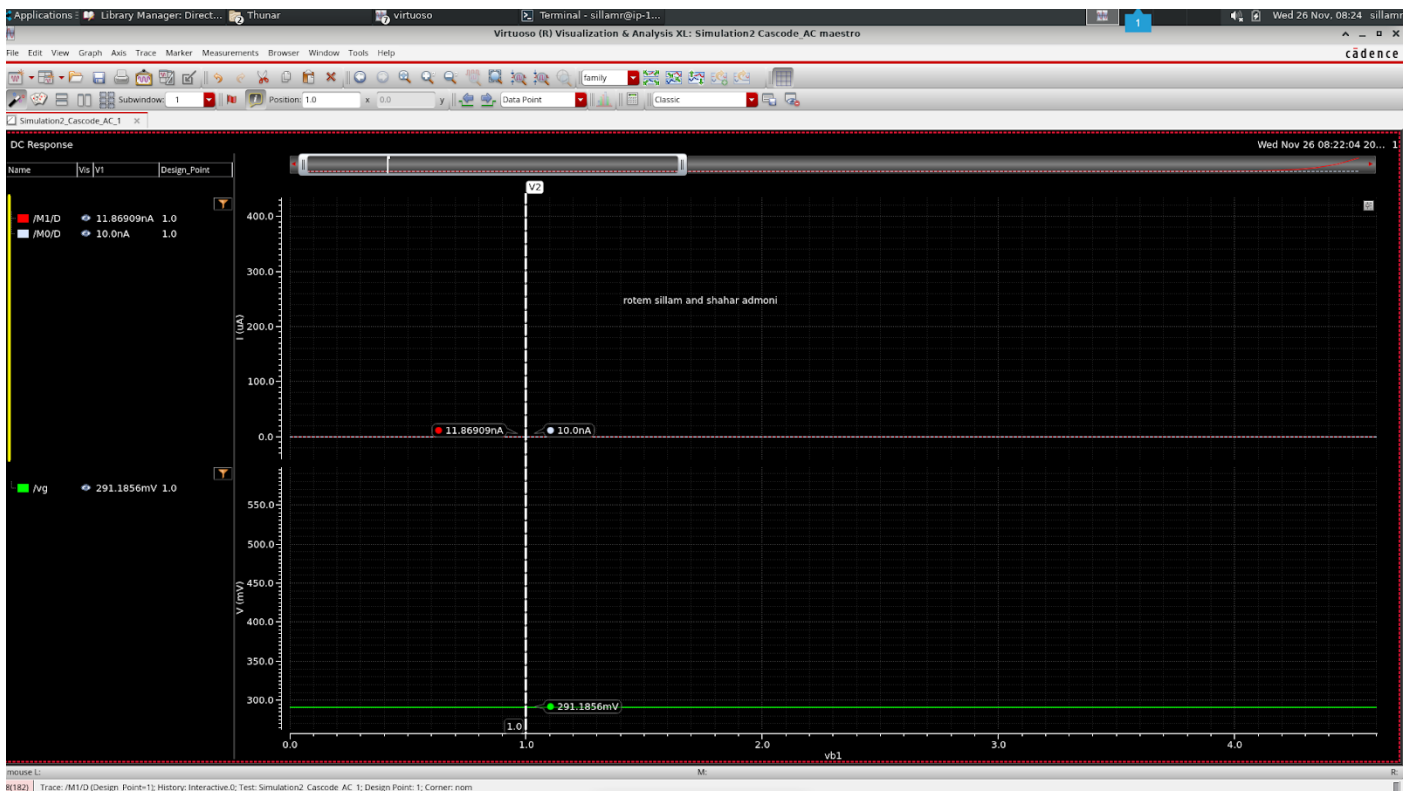 Applications : Library Manager: Direct... Thunar virtuoso Terminal - sillamr@ip-1... 1 Wed 26 Nov, 08:24 sillamr
Virtuoso (R) Visualization & Analysis XL: Simulation2 Cascode_AC maestro
File Edit View Graph Axis Trace Marker Measurements Browser Window Tools Help cādence
family
Subwindow: 1 Position: 1.0 x 0.0 y Data Point Classic
Simulation2_Cascode_AC_1
DC Response Wed Nov 26 08:22:04 20... 1
Name Vis V1 Design_Point
V2
/M1/D 11.86909nA 1.0
/M0/D 10.0nA 1.0
400.0
300.0
rotem sillam and shahar admoni
200.0
I (uA)
100.0
11.86909nA 10.0nA
0.0
/vg 291.1856mV 1.0
550.0
500.0
450.0
V (mV)
400.0
350.0
300.0
291.1856mV
1.0
0.0 1.0 2.0 3.0 4.0
vb1
mouse L: M: R:
8(182) Trace: /M1/D (Design_Point=1); History: Interactive.0; Test: Simulation2_Cascode_AC_1; Design Point: 1; Corner: nom